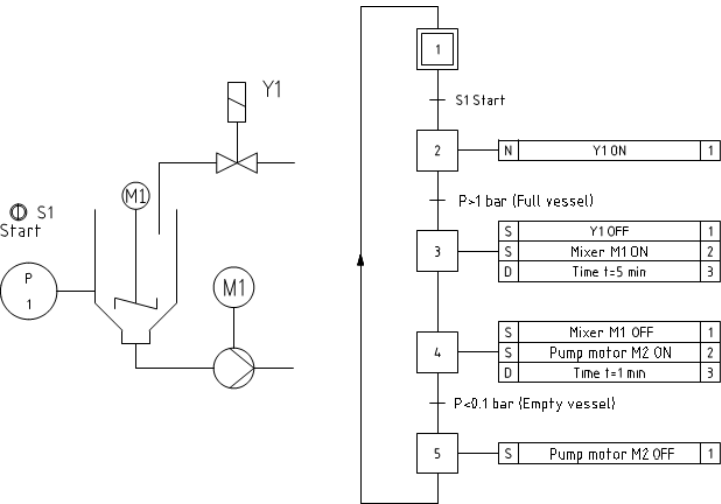 Y1
M1
S1
Start
P
1
M1
1
S1 Start
2
N Y1 ON 1
P>1 bar (Full vessel)
3
S Y1 OFF 1
S Mixer M1 ON 2
D Time t=5 min 3
4
S Mixer M1 OFF 1
S Pump motor M2 ON 2
D Time t=1 min 3
P<0.1 bar (Empty vessel)
5
S Pump motor M2 OFF 1